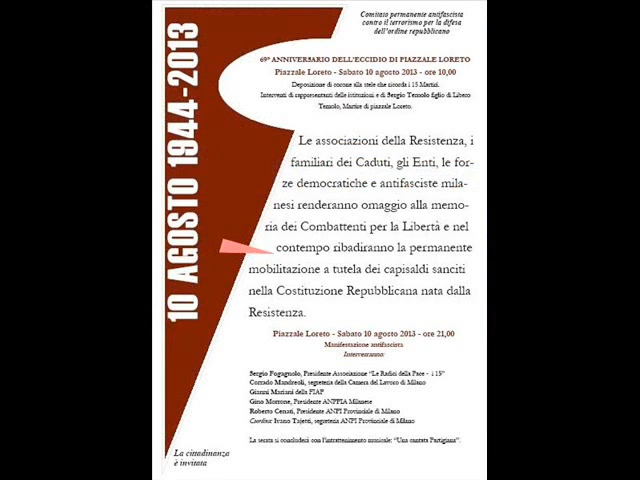 10 AGOSTO 1944-2013
Comitato permanente antifascista
contro il terrorismo per la difesa
dell'ordine repubblicano
69° ANNIVERSARIO DELL'ECCIDIO DI PIAZZALE LORETO
Piazzale Loreto - Sabato 10 agosto 2013 - ore 10,00
Deposizione di corone alla stele che ricorda i 15 Martiri.
Interventi di rappresentanti delle istituzioni e di Sergio Temolo figlio di Libero
Temolo, Martire di piazzale Loreto.
Le associazioni della Resistenza, i
familiari dei Caduti, gli Enti, le for-
ze democratiche e antifasciste mila-
nesi renderanno omaggio alla memo-
ria dei Combattenti per la Libertà e nel
contempo ribadiranno la permanente
mobilitazione a tutela dei capisaldi sanciti
nella Costituzione Repubblicana nata dalla
Resistenza.
Piazzale Loreto - Sabato 10 agosto 2013 - ore 21,00
Manifestazione antifascista
Interverranno:
Sergio Fogagnolo, Presidente Associazione "Le Radici della Pace - i 15"
Corrado Mandreoli, segreteria della Camera del Lavoro di Milano
Gianni Mariani della FIAP
Gino Morrone, Presidente ANPPIA Milanese
Roberto Cenati, Presidente ANPI Provinciale di Milano
Coordina: Ivano Tajetti, segreteria ANPI Provinciale di Milano
La serata si concluderà con l'intrattenimento musicale: "Una cantata Partigiana".
La cittadinanza
è invitata